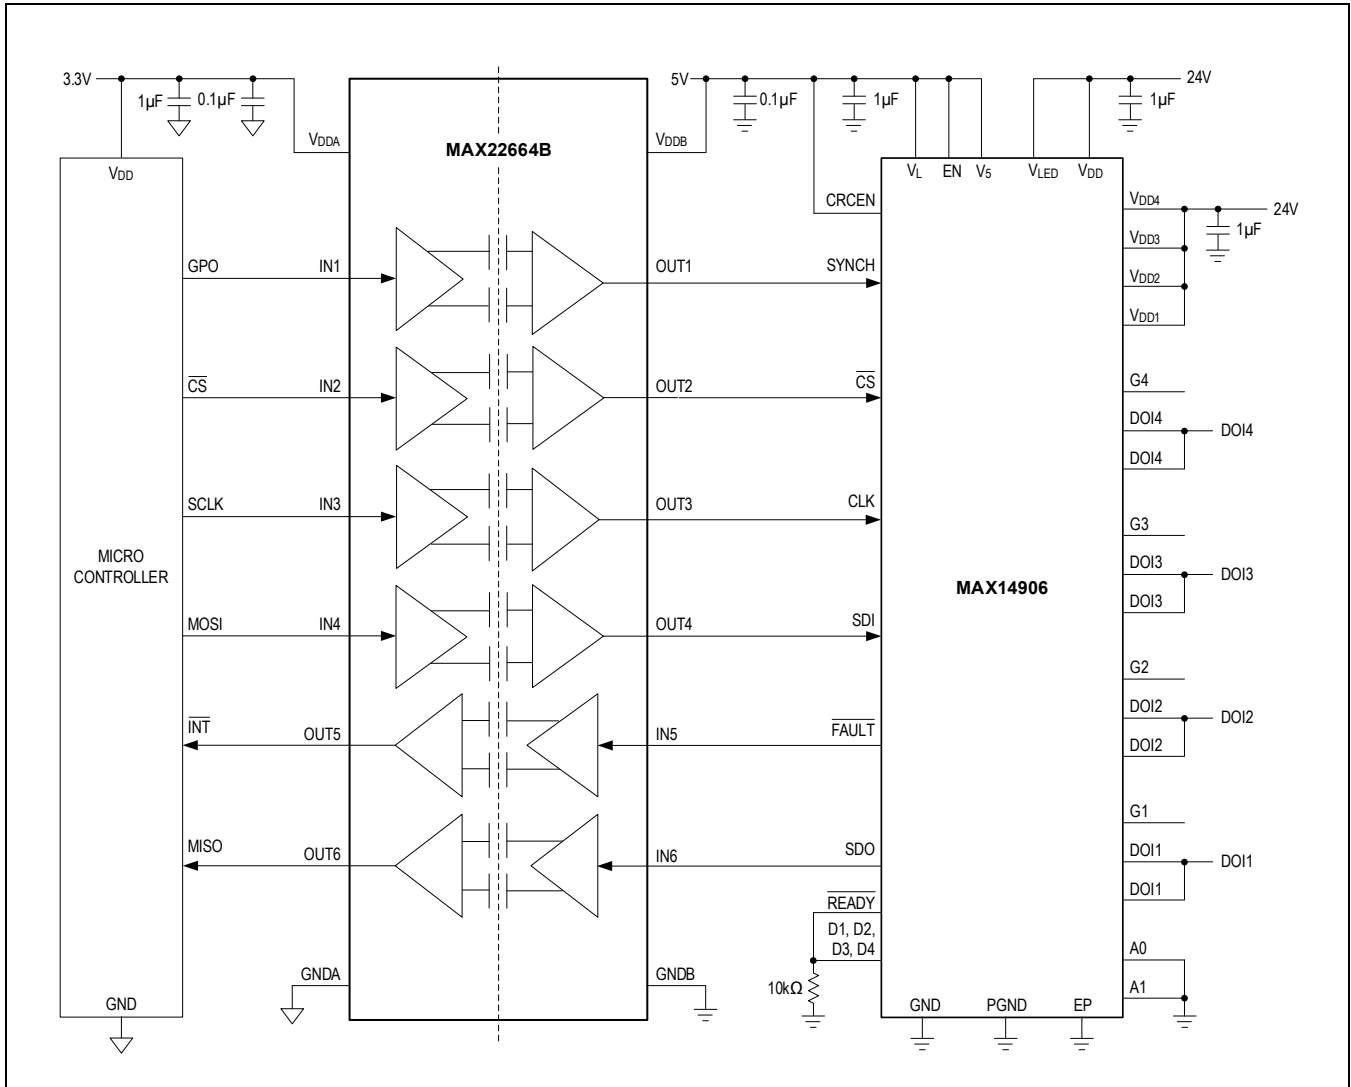 3.3V
1µF
0.1µF
5V
0.1µF
1µF
24V
1µF
VDDA
MAX22664B
VDDB
VDD
VL
EN
V5
VLED
VDD
CRCEN
VDD4
24V
1µF
VDD3
VDD2
VDD1
GPO
IN1
OUT1
SYNCH
CS
IN2
OUT2
CS
G4
DOI4
DOI4
DOI4
SCLK
IN3
OUT3
CLK
G3
DOI3
DOI3
DOI3
MICRO
CONTROLLER
MAX14906
MOSI
IN4
OUT4
SDI
G2
DOI2
DOI2
DOI2
INT
OUT5
IN5
FAULT
G1
DOI1
DOI1
DOI1
MISO
OUT6
IN6
SDO
READY
D1, D2,
D3, D4
10kΩ
A0
A1
GNDA
GNDB
GND
GND
PGND
EP